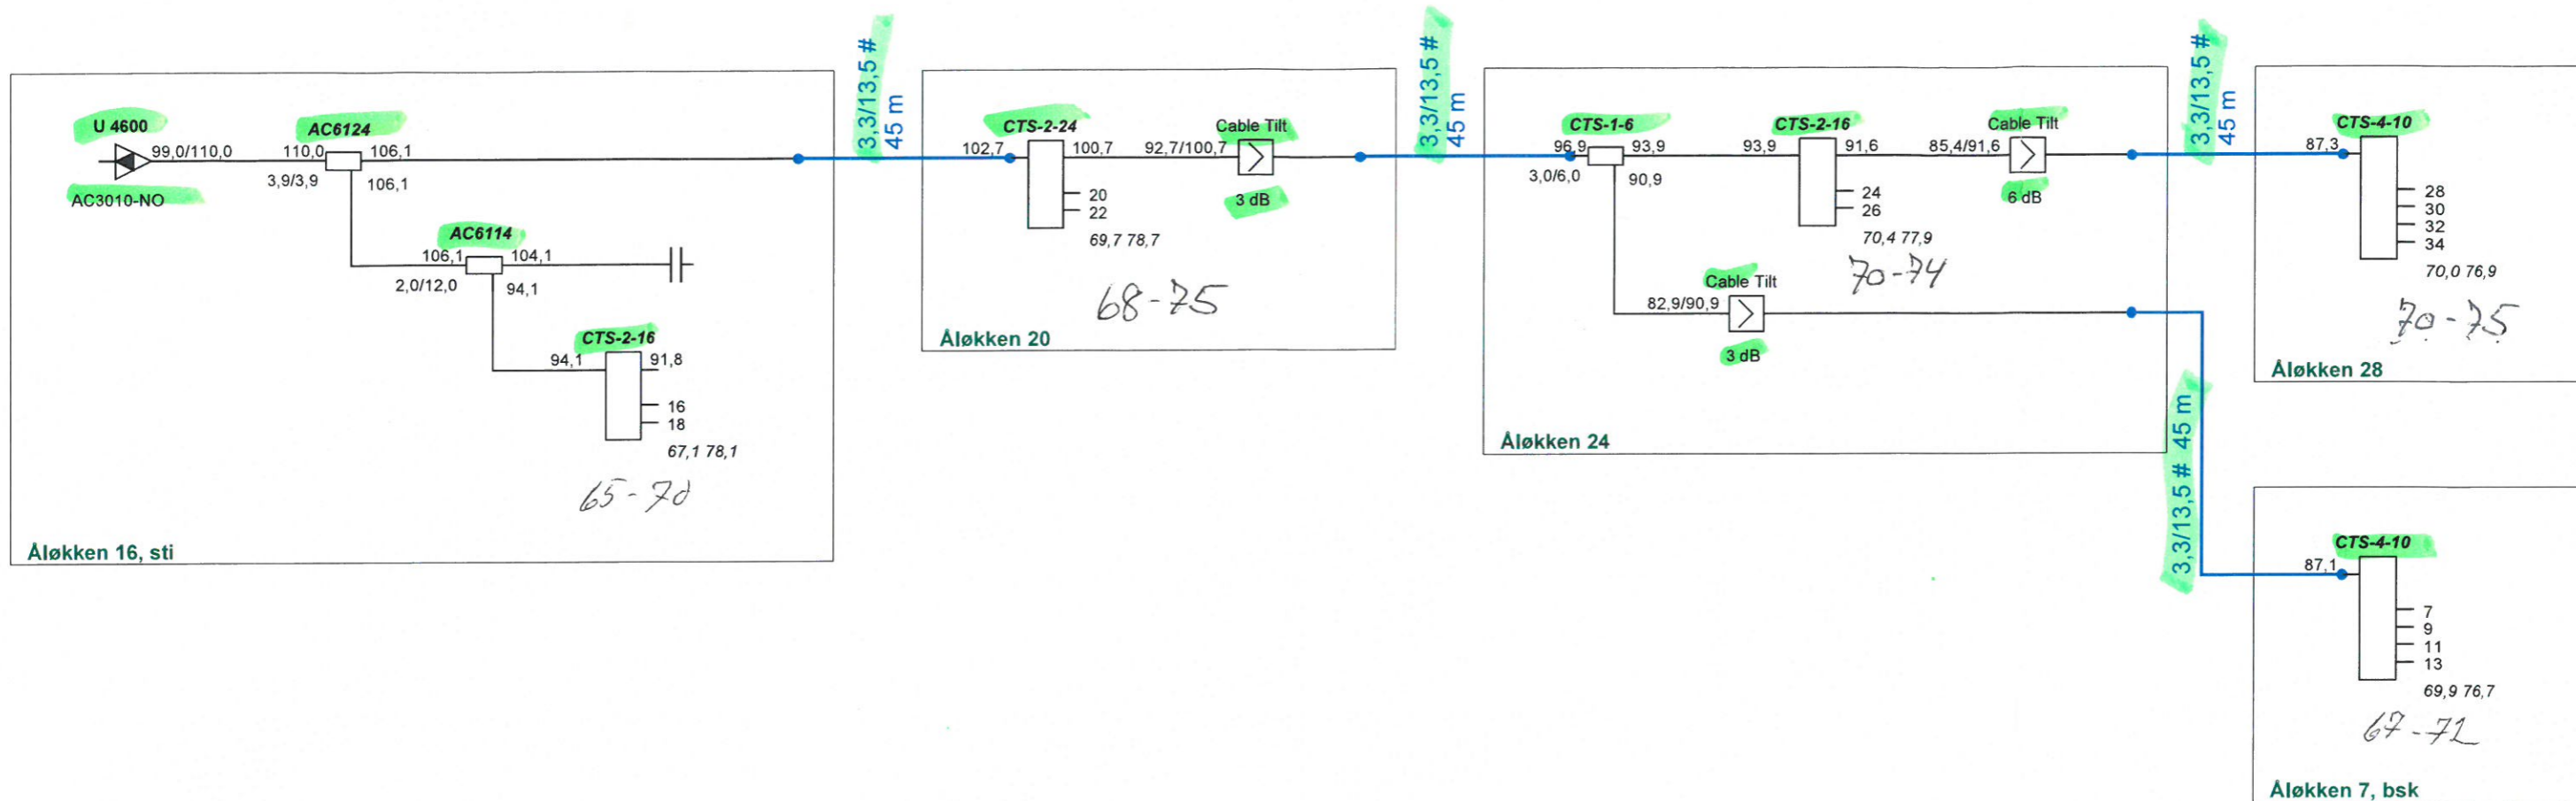 U 4600
99,0/110,0
AC3010-NO
AC6124
110,0 106,1
3,9/3,9 106,1
AC6114
106,1 104,1
2,0/12,0 94,1
CTS-2-16
94,1 91,8
16
18
67,1 78,1
65-70
Åløkken 16, sti
3,3/13,5 #
45 m
CTS-2-24
102,7 100,7
20
22
69,7 78,7
68-75
92,7/100,7
Cable Tilt
3 dB
Åløkken 20
3,3/13,5 #
45 m
CTS-1-6
96,9 93,9
3,0/6,0 90,9
CTS-2-16
93,9 91,6
24
26
70,4 77,9
70-74
85,4/91,6
Cable Tilt
6 dB
Cable Tilt
82,9/90,9
3 dB
Åløkken 24
3,3/13,5 #
45 m
CTS-4-10
87,3
28
30
32
34
70,0 76,9
70-75
Åløkken 28
3,3/13,5 # 45 m
CTS-4-10
87,1
7
9
11
13
69,9 76,7
67-72
Åløkken 7, bsk